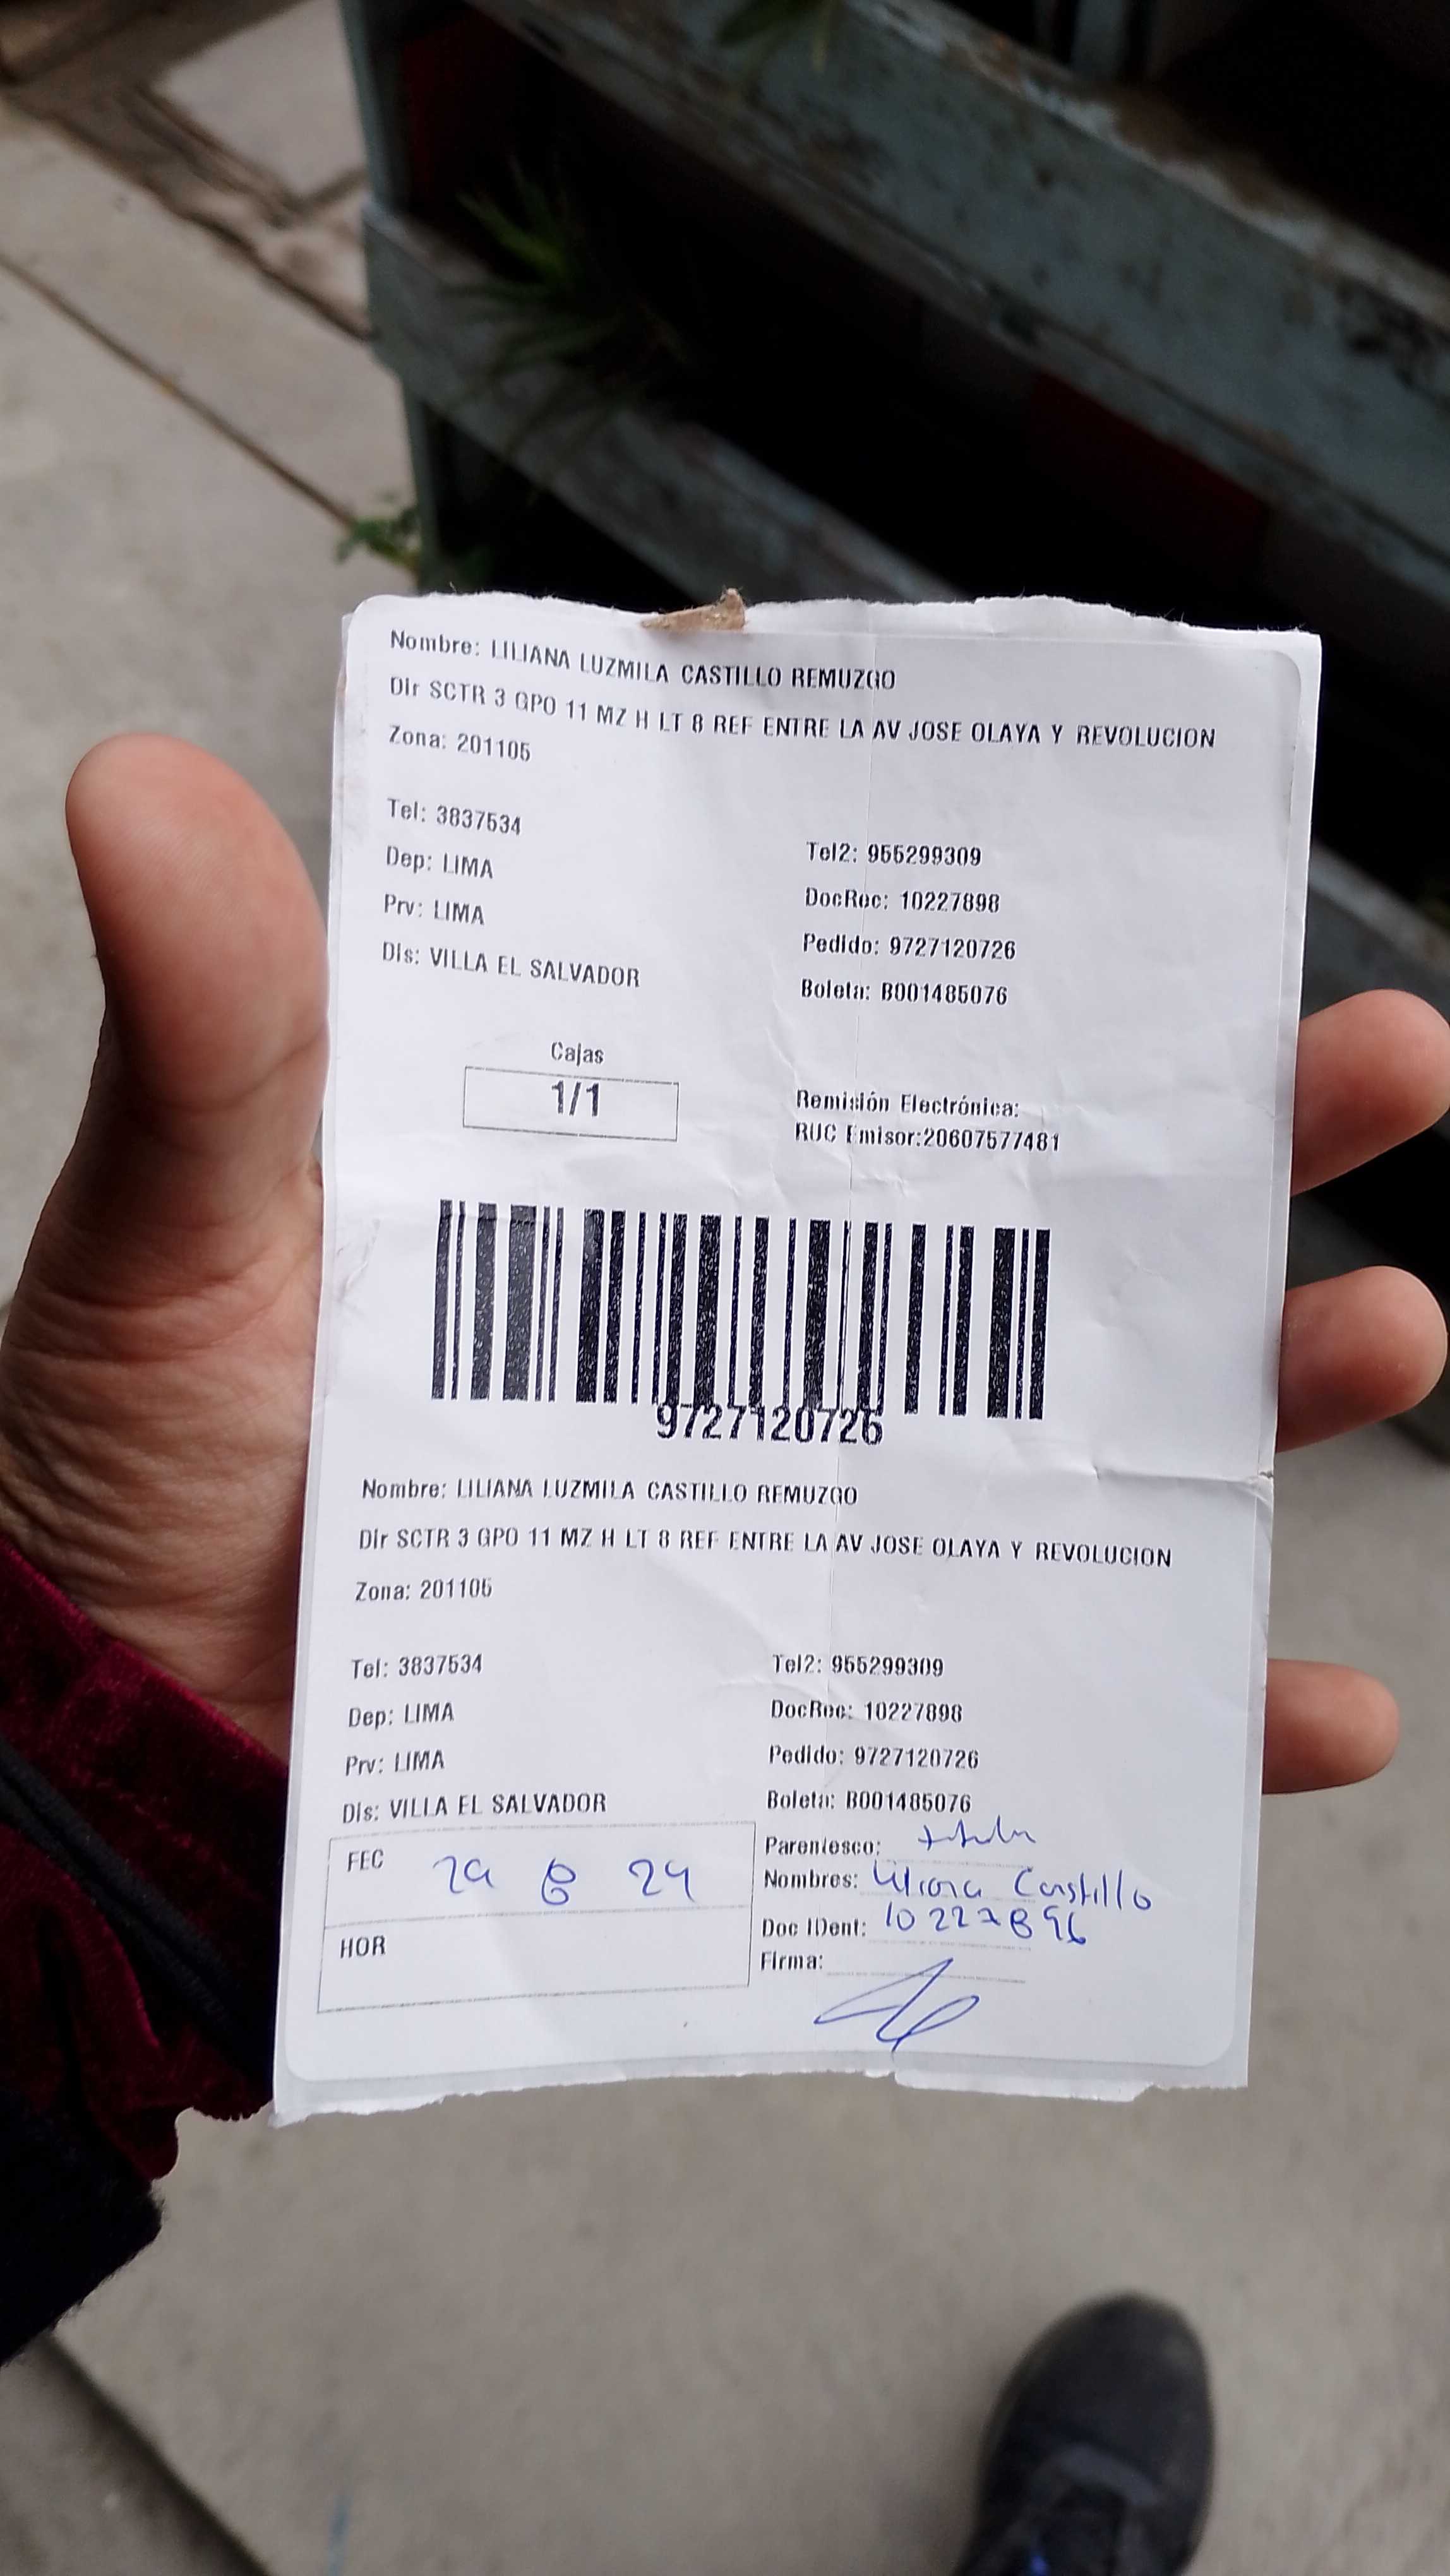 Nombre: LILIANA LUZMILA CASTILLO REMUZGO
Dir SCTR 3 GPO 11 MZ H LT 8 REF ENTRE LA AV JOSE OLAYA Y REVOLUCION
Zona: 201105
Tel: 3837534
Tel2: 955299309
Dep: LIMA
DocRec: 10227898
Prv: LIMA
Pedido: 9727120726
Dis: VILLA EL SALVADOR
Boleta: B001485076
Cajas
1/1
Remisión Electrónica:
RUC Emisor:20607577481
9727120726
Nombre: LILIANA LUZMILA CASTILLO REMUZGO
Dir SCTR 3 GPO 11 MZ H LT 8 REF ENTRE LA AV JOSE OLAYA Y REVOLUCION
Zona: 201105
Tel: 3837534
Tel2: 955299309
Dep: LIMA
DocRec: 10227898
Prv: LIMA
Pedido: 9727120726
Dis: VILLA EL SALVADOR
Boleta: B001485076
Parentesco: titular
FEC 29 8 24
Nombres: Liliana Castillo
Doc IDent: 10227896
HOR
Firma: